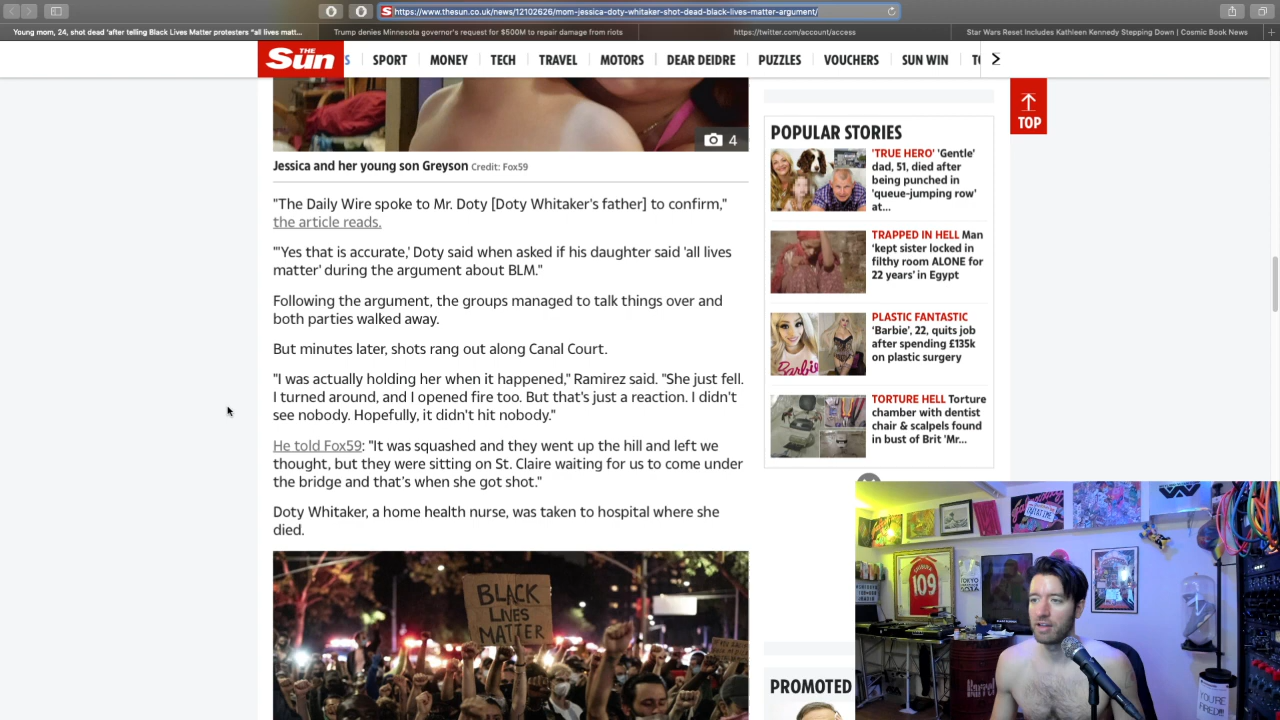 https://www.thesun.co.uk/news/12102626/mom-jessica-doty-whitaker-shot-dead-black-lives-matter-argument/
Young mom, 24, shot dead 'after telling Black Lives Matter protesters "all lives matt...
Trump denies Minnesota governor's request for $500M to repair damage from riots
https://twitter.com/account/access
Star Wars Reset Includes Kathleen Kennedy Stepping Down | Cosmic Book News
THE
Sun
S
SPORT
MONEY
TECH
TRAVEL
MOTORS
DEAR DEIDRE
PUZZLES
VOUCHERS
SUN WIN
TOP
4
Jessica and her young son Greyson Credit: Fox59
"The Daily Wire spoke to Mr. Doty [Doty Whitaker's father] to confirm,"
the article reads.
"'Yes that is accurate,' Doty said when asked if his daughter said 'all lives
matter' during the argument about BLM."
Following the argument, the groups managed to talk things over and
both parties walked away.
But minutes later, shots rang out along Canal Court.
"I was actually holding her when it happened," Ramirez said. "She just fell.
I turned around, and I opened fire too. But that's just a reaction. I didn't
see nobody. Hopefully, it didn't hit nobody."
He told Fox59: "It was squashed and they went up the hill and left we
thought, but they were sitting on St. Claire waiting for us to come under
the bridge and that's when she got shot."
Doty Whitaker, a home health nurse, was taken to hospital where she
died.
BLACK
LIVES
MATTER
POPULAR STORIES
'TRUE HERO' 'Gentle'
dad, 51, died after
being punched in
'queue-jumping row'
at...
TRAPPED IN HELL Man
'kept sister locked in
filthy room ALONE for
22 years' in Egypt
Barbie
PLASTIC FANTASTIC
'Barbie', 22, quits job
after spending £135k
on plastic surgery
TORTURE HELL Torture
chamber with dentist
chair & scalpels found
in bust of Brit 'Mr...
PROMOTED
SHIBUYA
109
TOKYO
YOU'RE
FIRED!